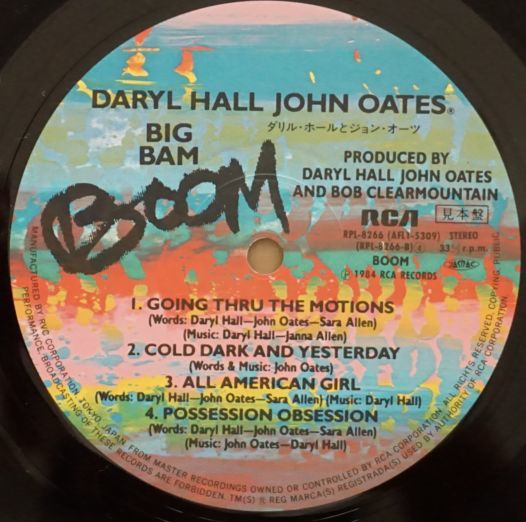 DARYL HALL JOHN OATES®
ダリル・ホールとジョン・オーツ
BIG
BAM
BOOM
PRODUCED BY
DARYL HALL JOHN OATES
AND BOB CLEARMOUNTAIN
RCA 見本盤
RPL-8266 (AFL1-5309) STEREO
(RPL-8266-B) 33⅓ r.p.m.
BOOM
Ⓟ 1984 RCA RECORDS
1. GOING THRU THE MOTIONS
(Words: Daryl Hall—John Oates—Sara Allen)
(Music: Daryl Hall—Janna Allen)
2. COLD DARK AND YESTERDAY
(Words & Music: John Oates)
3. ALL AMERICAN GIRL
(Words: Daryl Hall—John Oates—Sara Allen) (Music: Daryl Hall)
4. POSSESSION OBSESSION
(Words: Daryl Hall—John Oates—Sara Allen)
(Music: John Oates—Daryl Hall)
MANUFACTURED BY RVC CORPORATION TOKYO, JAPAN FROM MASTER RECORDINGS OWNED OR CONTROLLED BY RCA CORPORATION ALL RIGHTS RESERVED, COPYING, PUBLIC
PERFORMANCE, BROADCASTING OF THESE RECORDS ARE FORBIDDEN. TM(S) ® REG MARCA(S) REGISTRADA(S) USED BY AUTHORITY OF RCA CORPORATION